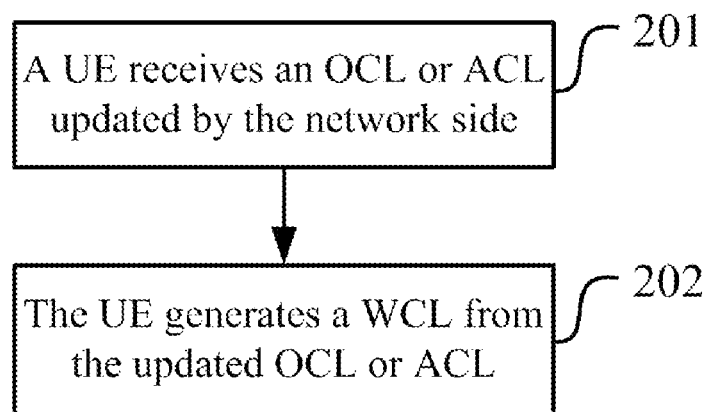 A UE receives an OCL or ACL
updated by the network side
201
The UE generates a WCL from
the updated OCL or ACL
202